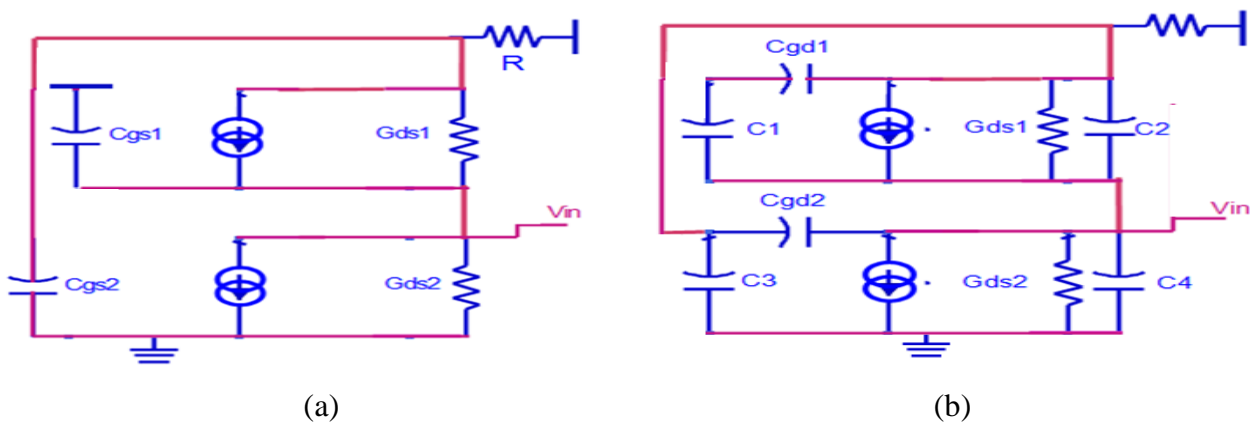 R
Cgs1
Gds1
Vin
Cgs2
Gds2
(a)
Cgd1
C1
Gds1
C2
Cgd2
Vin
C3
Gds2
C4
(b)